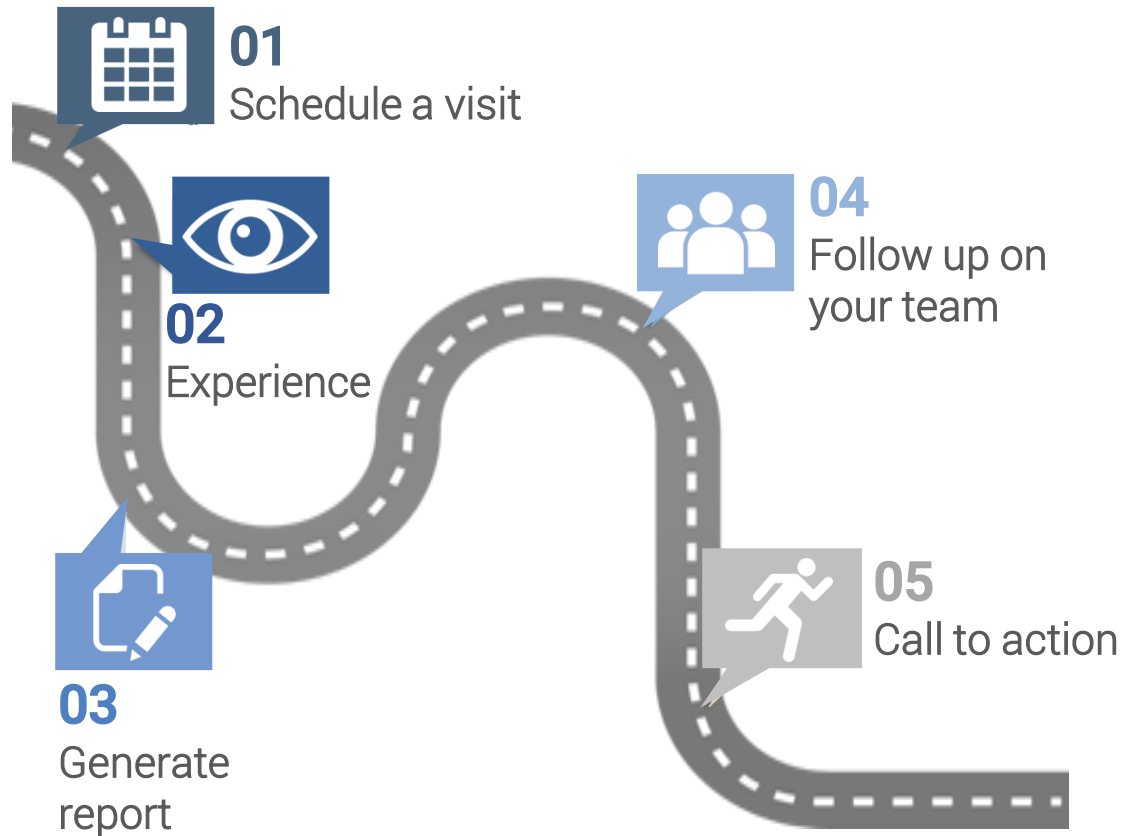 01
Schedule a visit
02
Experience
03
Generate
report
04
Follow up on
your team
05
Call to action